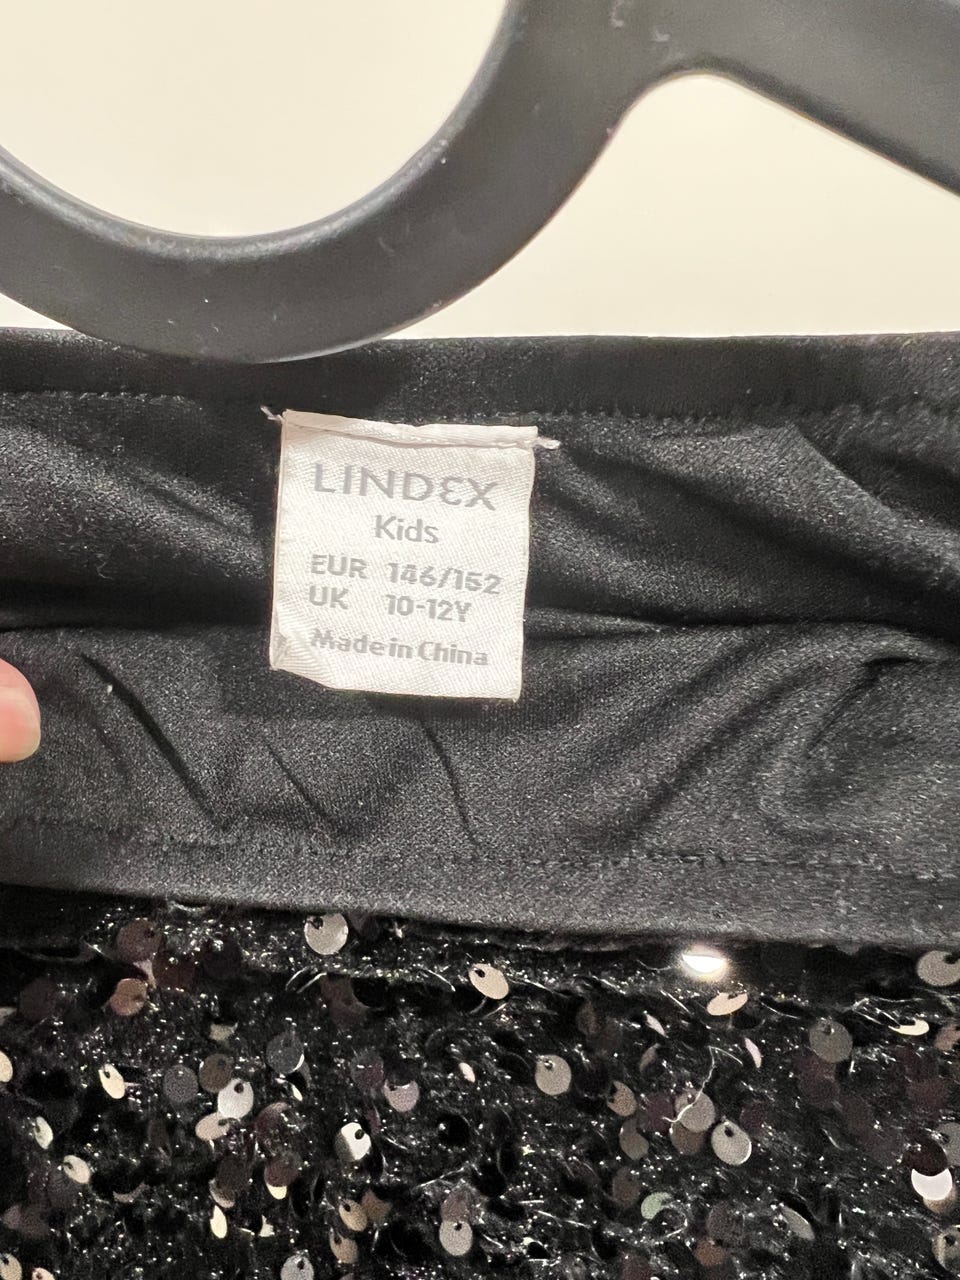 LINDEX
Kids
EUR 146/152
UK 10-12Y
Made in China